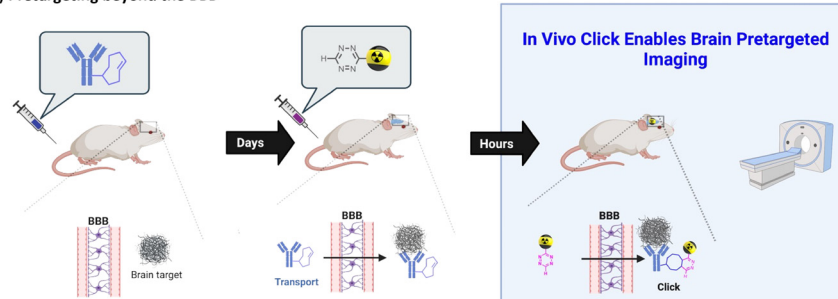 In Vivo Click Enables Brain Pretargeted
Imaging
H
N=N
N=N
Days
Hours
BBB
Brain target
BBB
Transport
BBB
Click